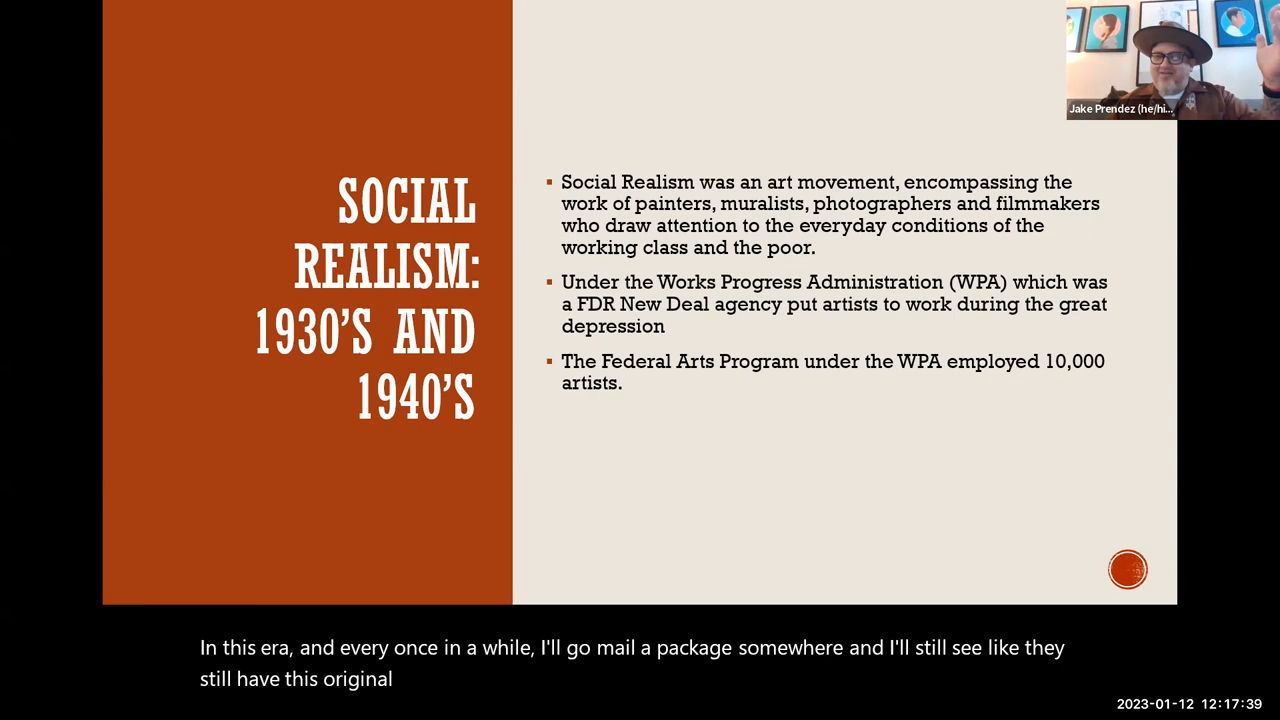 SOCIAL
REALISM:
1930'S AND
1940'S
▪ Social Realism was an art movement, encompassing the
work of painters, muralists, photographers and filmmakers
who draw attention to the everyday conditions of the
working class and the poor.
▪ Under the Works Progress Administration (WPA) which was
a FDR New Deal agency put artists to work during the great
depression
▪ The Federal Arts Program under the WPA employed 10,000
artists.
Jake Prendez (he/hi...
In this era, and every once in a while, I'll go mail a package somewhere and I'll still see like they
still have this original
2023-01-12 12:17:39